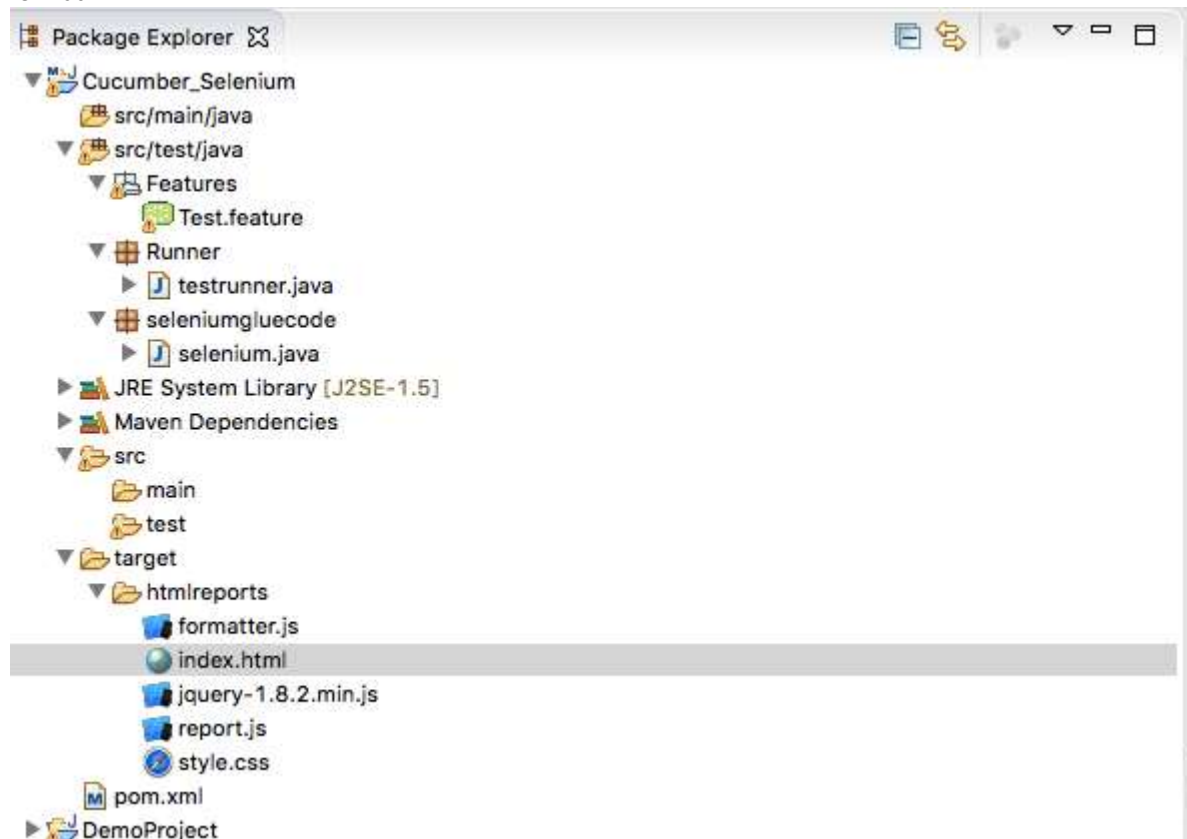 Package Explorer
Cucumber_Selenium
src/main/java
src/test/java
Features
Test.feature
Runner
testrunner.java
seleniumgluecode
selenium.java
JRE System Library [J2SE-1.5]
Maven Dependencies
src
main
test
target
htmlreports
formatter.js
index.html
jquery-1.8.2.min.js
report.js
style.css
pom.xml
DemoProject